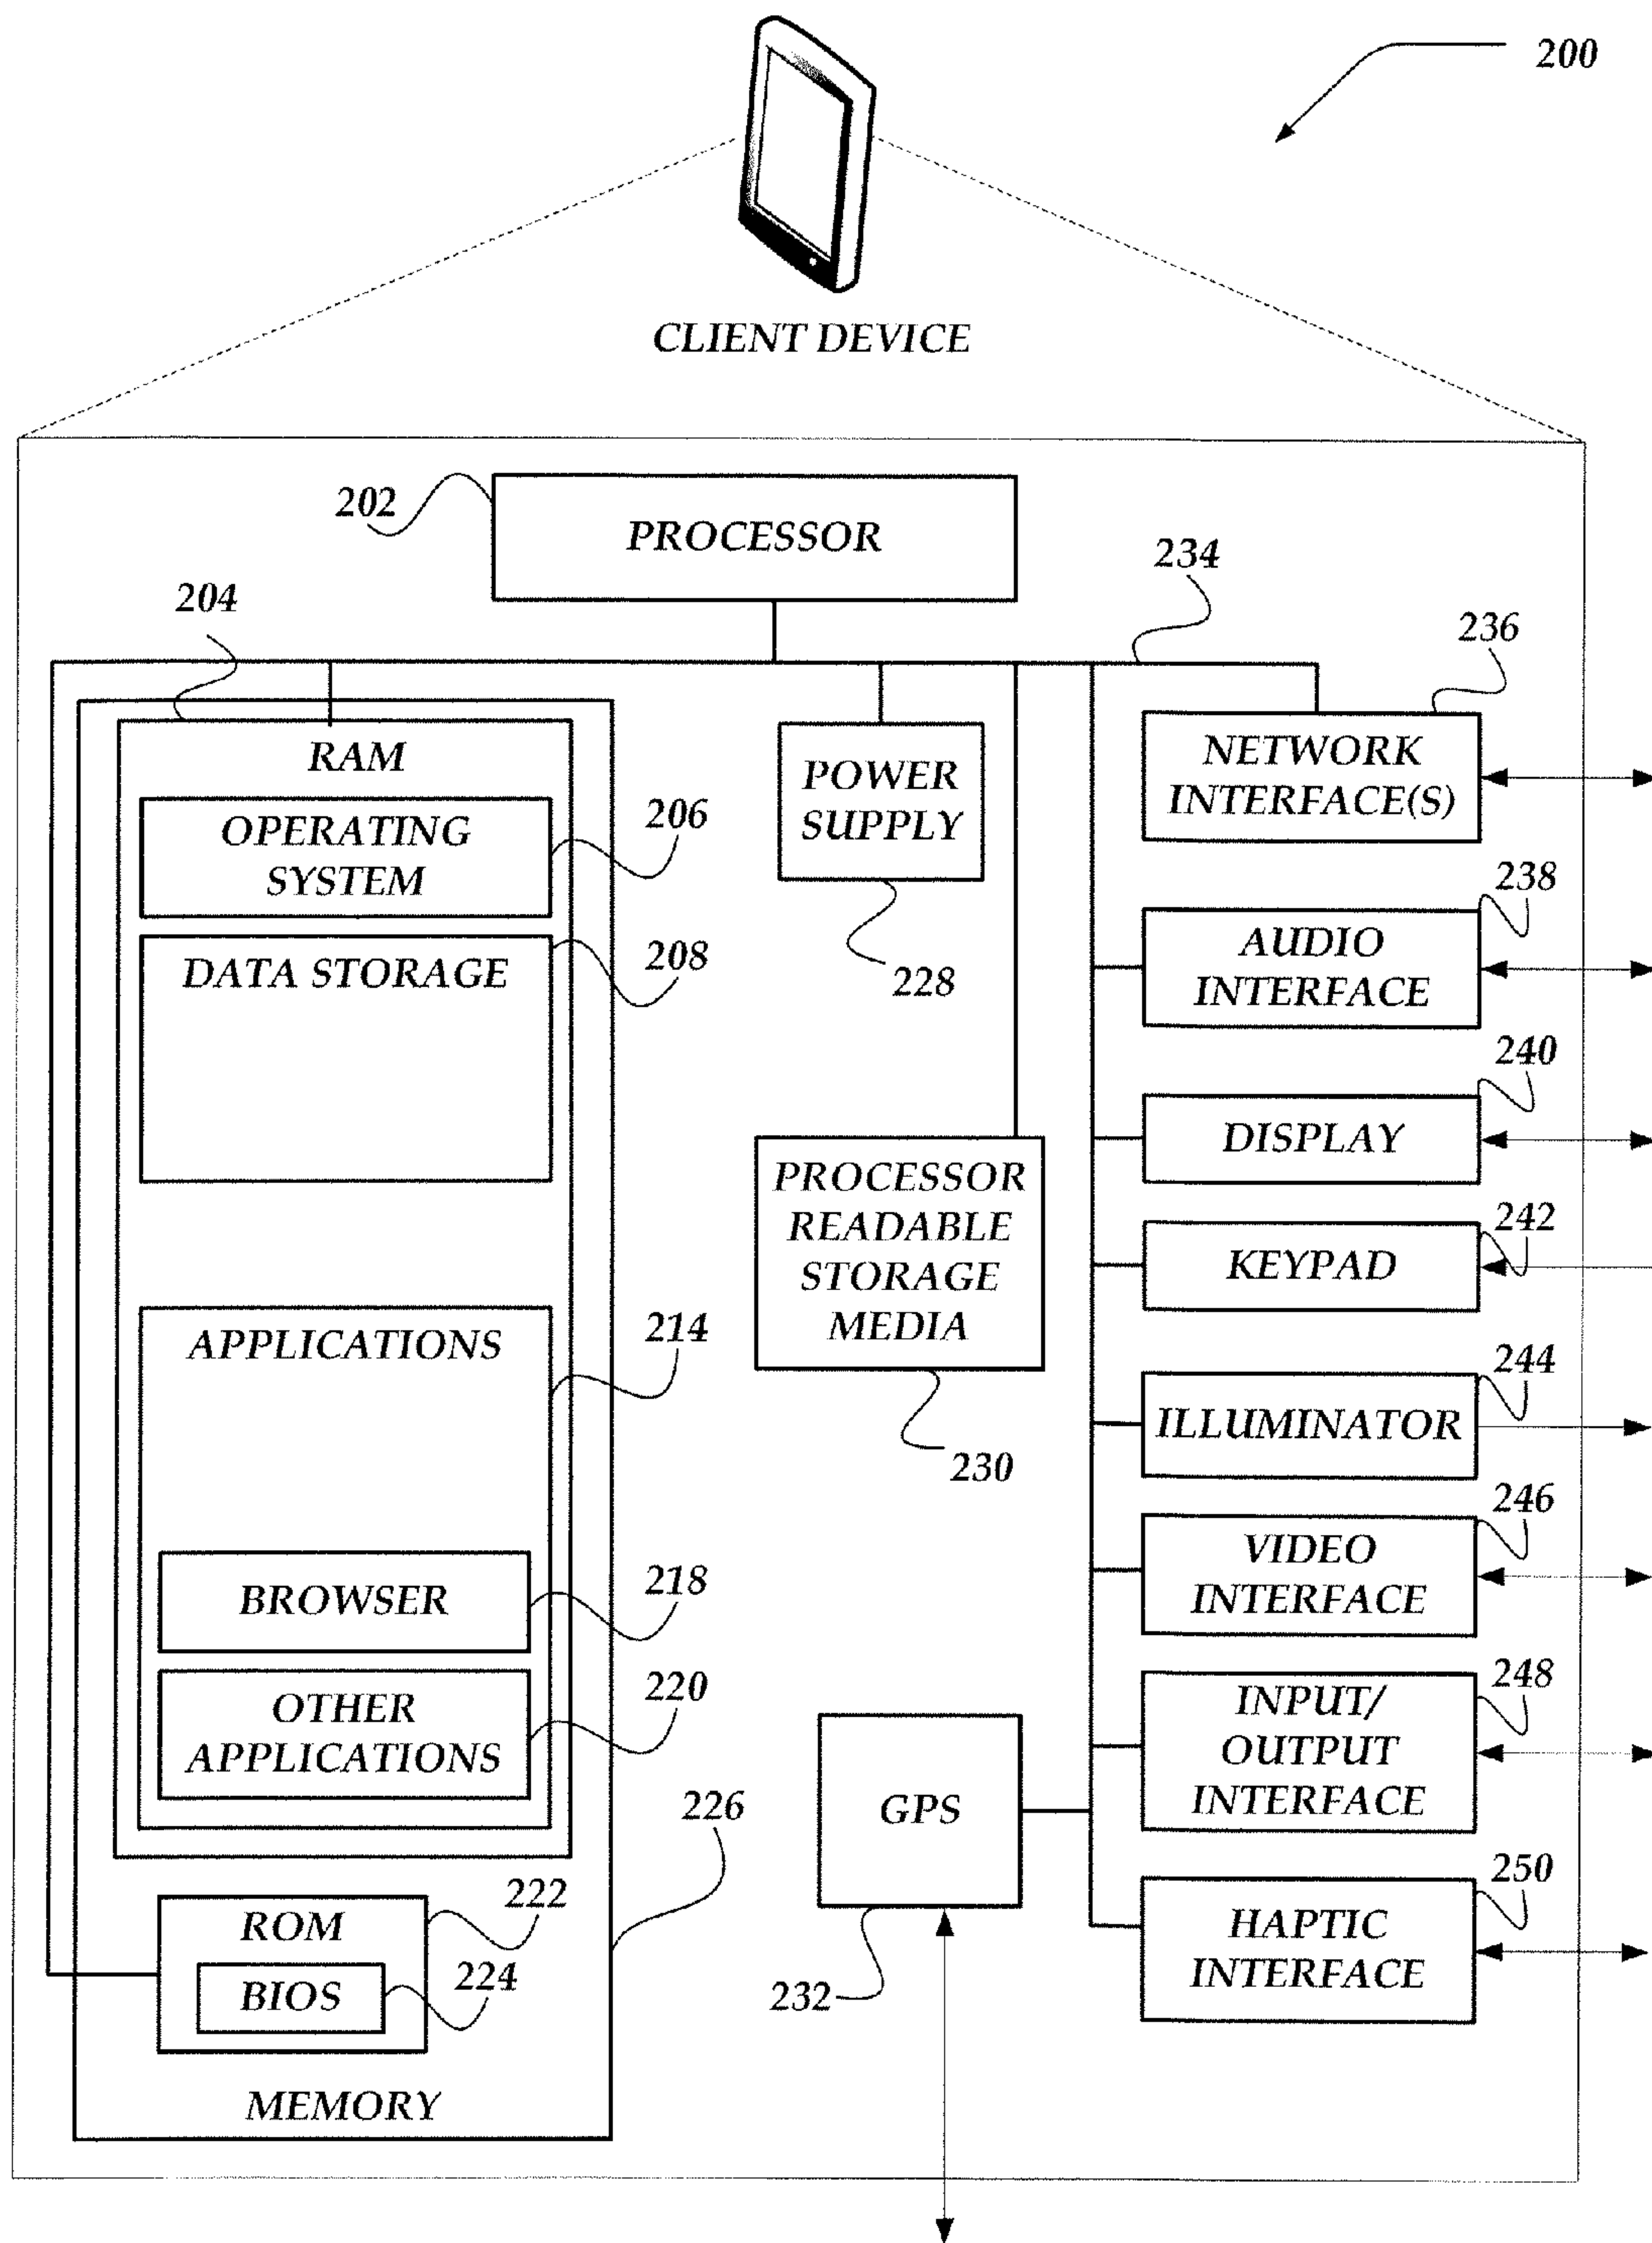 200
CLIENT DEVICE
202
PROCESSOR
234
204
236
RAM
OPERATING
SYSTEM
206
DATA STORAGE
208
POWER
SUPPLY
228
NETWORK
INTERFACE(S)
238
AUDIO
INTERFACE
240
DISPLAY
PROCESSOR
READABLE
STORAGE
MEDIA
230
242
KEYPAD
APPLICATIONS
214
244
ILLUMINATOR
246
VIDEO
INTERFACE
BROWSER
218
OTHER
APPLICATIONS
220
248
INPUT/
OUTPUT
INTERFACE
GPS
232
226
250
HAPTIC
INTERFACE
ROM
222
BIOS
224
MEMORY